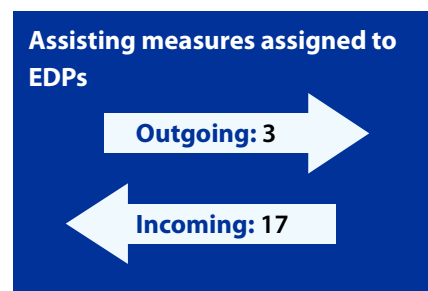 Assisting measures assigned to
EDPs
Outgoing: 3
Incoming: 17